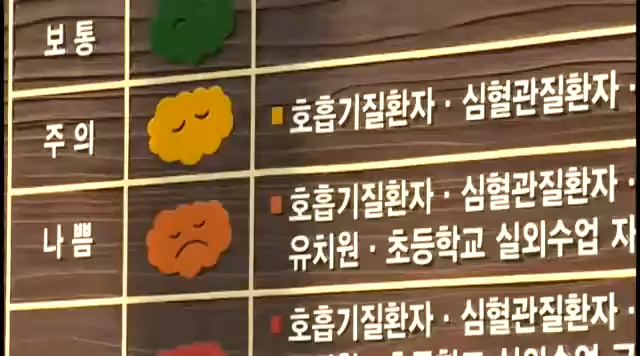 보통
주의
호흡기질환자 · 심혈관질환자 ·
나쁨
호흡기질환자 · 심혈관질환자 ·
유치원 · 초등학교 실외수업 자
호흡기질환자 · 심혈관질환자 ·